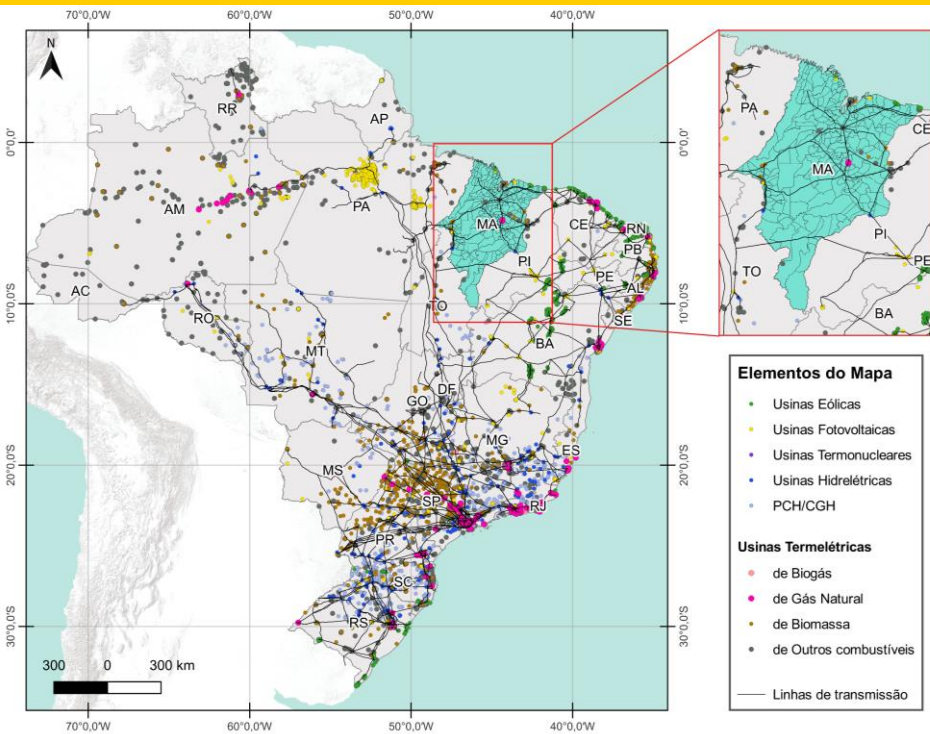 70°0,0'W 60°0,0'W 50°0,0'W 40°0,0'W
N
RR
AP
0°0,0'
AM
PA
MA
CE
RN
PB
PI
PE
AL
SE
AC
TO
10°0,0'S
RO
MT
BA
DF
GO
MG
ES
20°0,0'S
MS
SP
RJ
PR
SC
RS
30°0,0'S
300 0 300 km
70°0,0'W 60°0,0'W 50°0,0'W 40°0,0'W
PA
CE
MA
PI
TO
PE
BA
Elementos do Mapa
Usinas Eólicas
Usinas Fotovoltaicas
Usinas Termonucleares
Usinas Hidrelétricas
PCH/CGH
Usinas Termelétricas
de Biogás
de Gás Natural
de Biomassa
de Outros combustíveis
Linhas de transmissão
0°0,0'
10°0,0'S
20°0,0'S
30°0,0'S